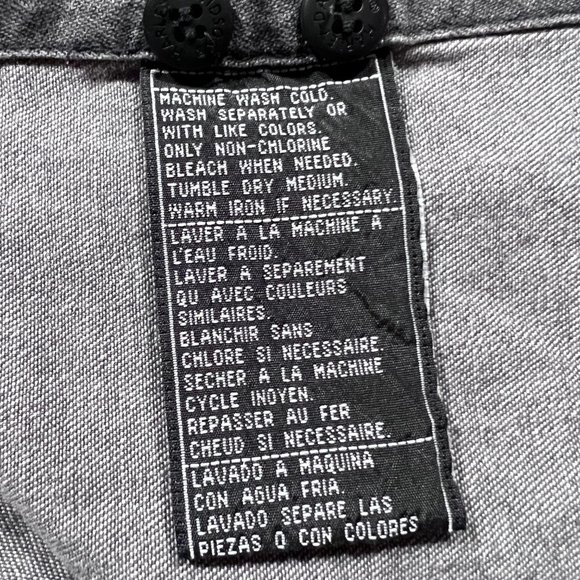 MACHINE WASH COLD.
WASH SEPARATELY OR
WITH LIKE COLORS.
ONLY NON-CHLORINE
BLEACH WHEN NEEDED.
TUMBLE DRY MEDIUM.
WARM IRON IF NECESSARY.
LAVER A LA MACHINE A
L'EAU FROID.
LAVER A SEPAREMENT
QU AVEC COULEURS
SIMILAIRES.
BLANCHIR SANS
CHLORE SI NECESSAIRE.
SECHER A LA MACHINE
CYCLE INOYEN.
REPASSER AU FER
CHEUD SI NECESSAIRE.
LAVADO A MAQUINA
CON AGUA FRIA.
LAVADO SEPARE LAS
PIEZAS Q CON COLORES